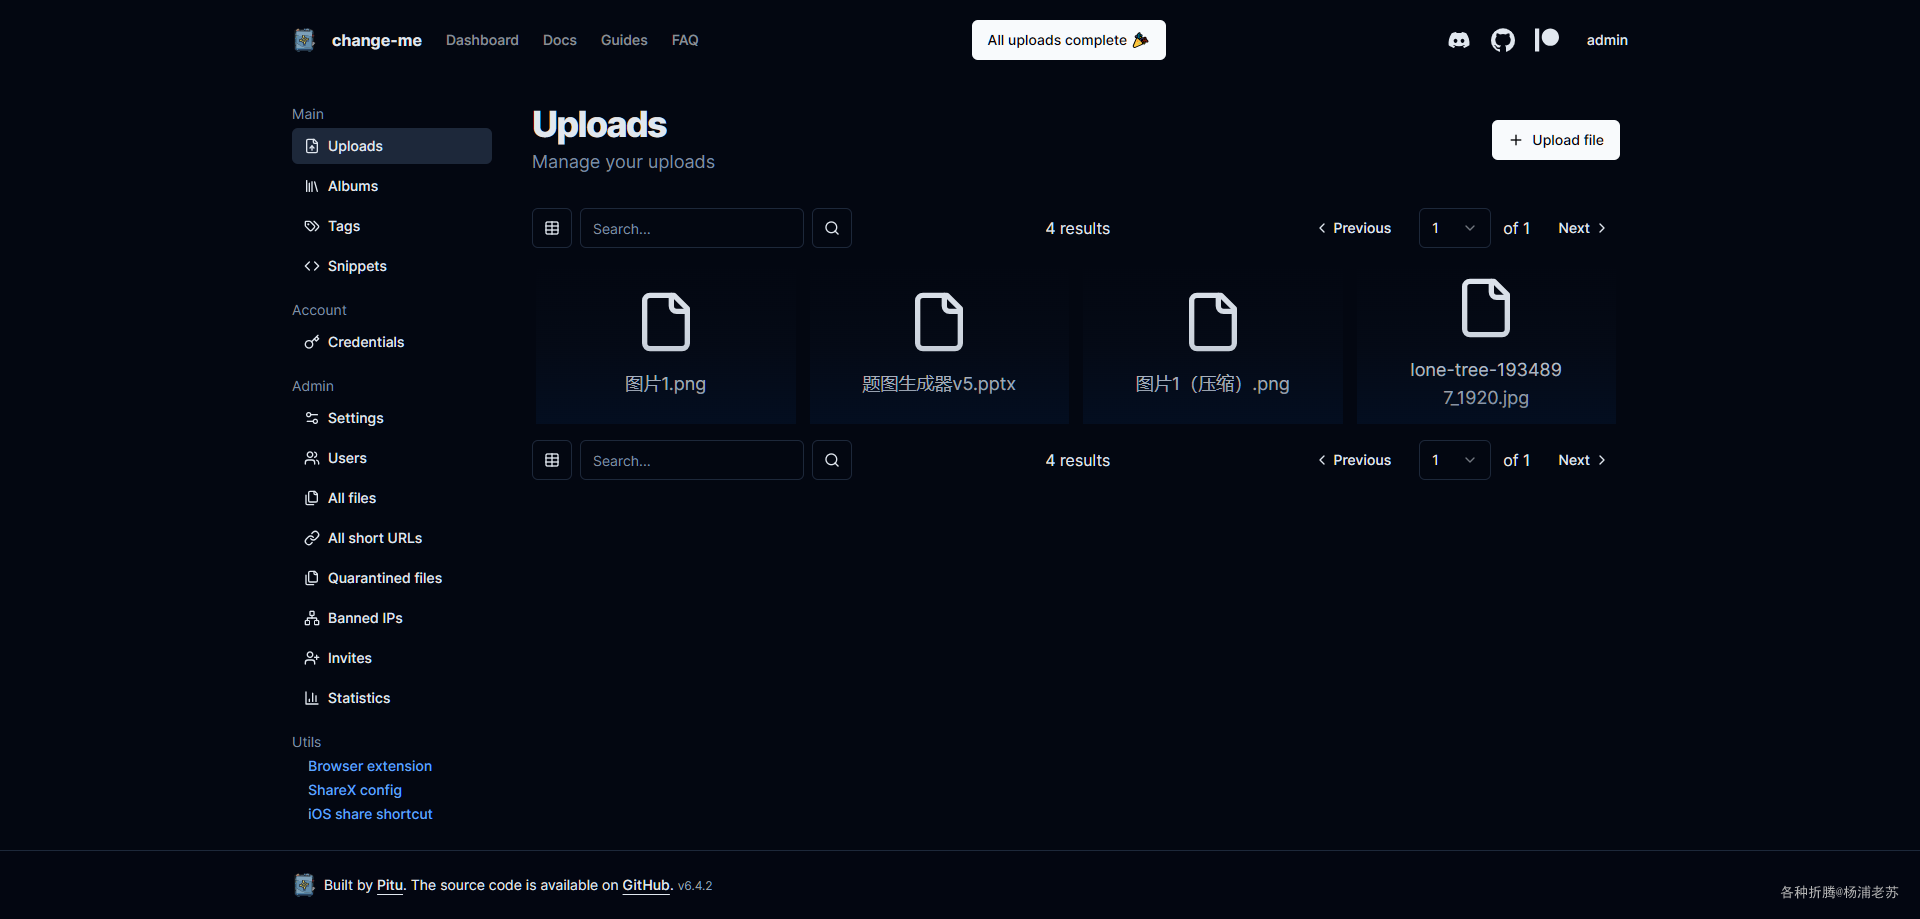 change-me Dashboard Docs Guides FAQ All uploads complete 🎉 admin
Main
Uploads
Albums
Tags
Snippets
Account
Credentials
Admin
Settings
Users
All files
All short URLs
Quarantined files
Banned IPs
Invites
Statistics
Utils
Browser extension
ShareX config
iOS share shortcut
Uploads
Manage your uploads
Upload file
Search... 4 results Previous 1 of 1 Next
图片1.png
题图生成器v5.pptx
图片1（压缩）.png
lone-tree-193489
7_1920.jpg
Search... 4 results Previous 1 of 1 Next
Built by Pitu. The source code is available on GitHub. v6.4.2
各种折腾@杨浦老苏